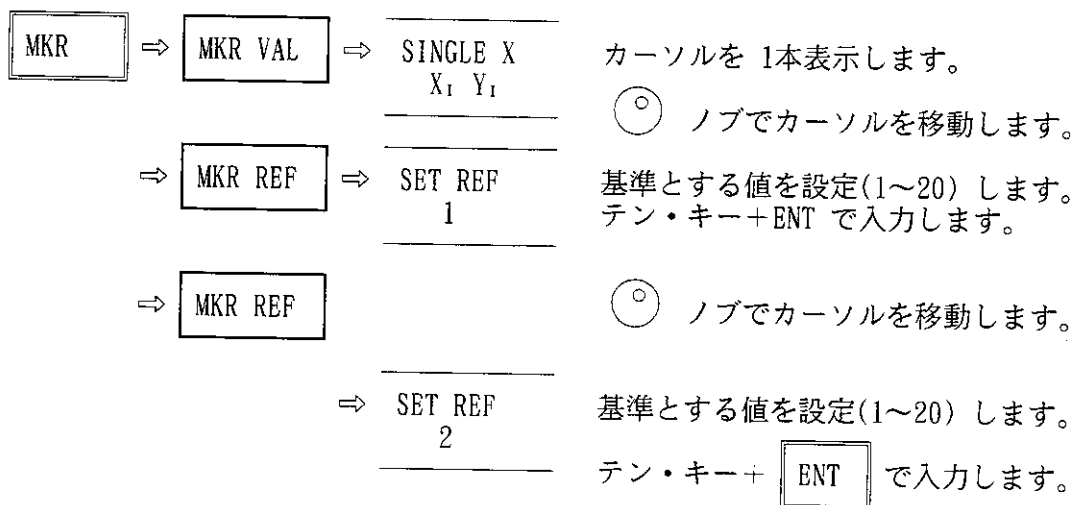 MKR ⇒ MKR VAL ⇒ SINGLE X カーソルを 1本表示します。
X₁ Y₁
ノブでカーソルを移動します。
⇒ MKR REF ⇒ SET REF 基準とする値を設定(1～20) します。
1 テン・キー＋ENT で入力します。
⇒ MKR REF ノブでカーソルを移動します。
⇒ SET REF 基準とする値を設定(1～20) します。
2
テン・キー＋ ENT で入力します。